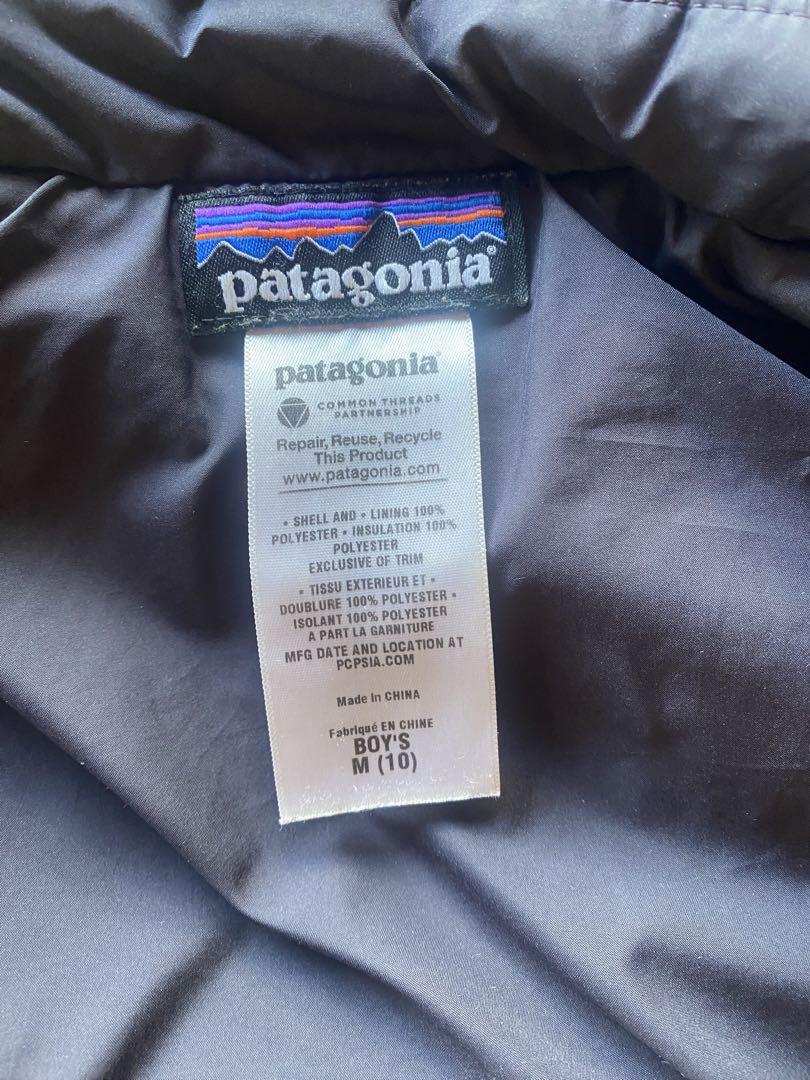 patagonia®
patagonia®
COMMON THREADS
PARTNERSHIP
Repair, Reuse, Recycle
This Product
www.patagonia.com
• SHELL AND • LINING 100%
POLYESTER • INSULATION 100%
POLYESTER
EXCLUSIVE OF TRIM
• TISSU EXTERIEUR ET •
DOUBLURE 100% POLYESTER •
ISOLANT 100% POLYESTER
A PART LA GARNITURE
MFG DATE AND LOCATION AT
PCPSIA.COM
Made in CHINA
Fabriqué EN CHINE
BOY'S
M (10)